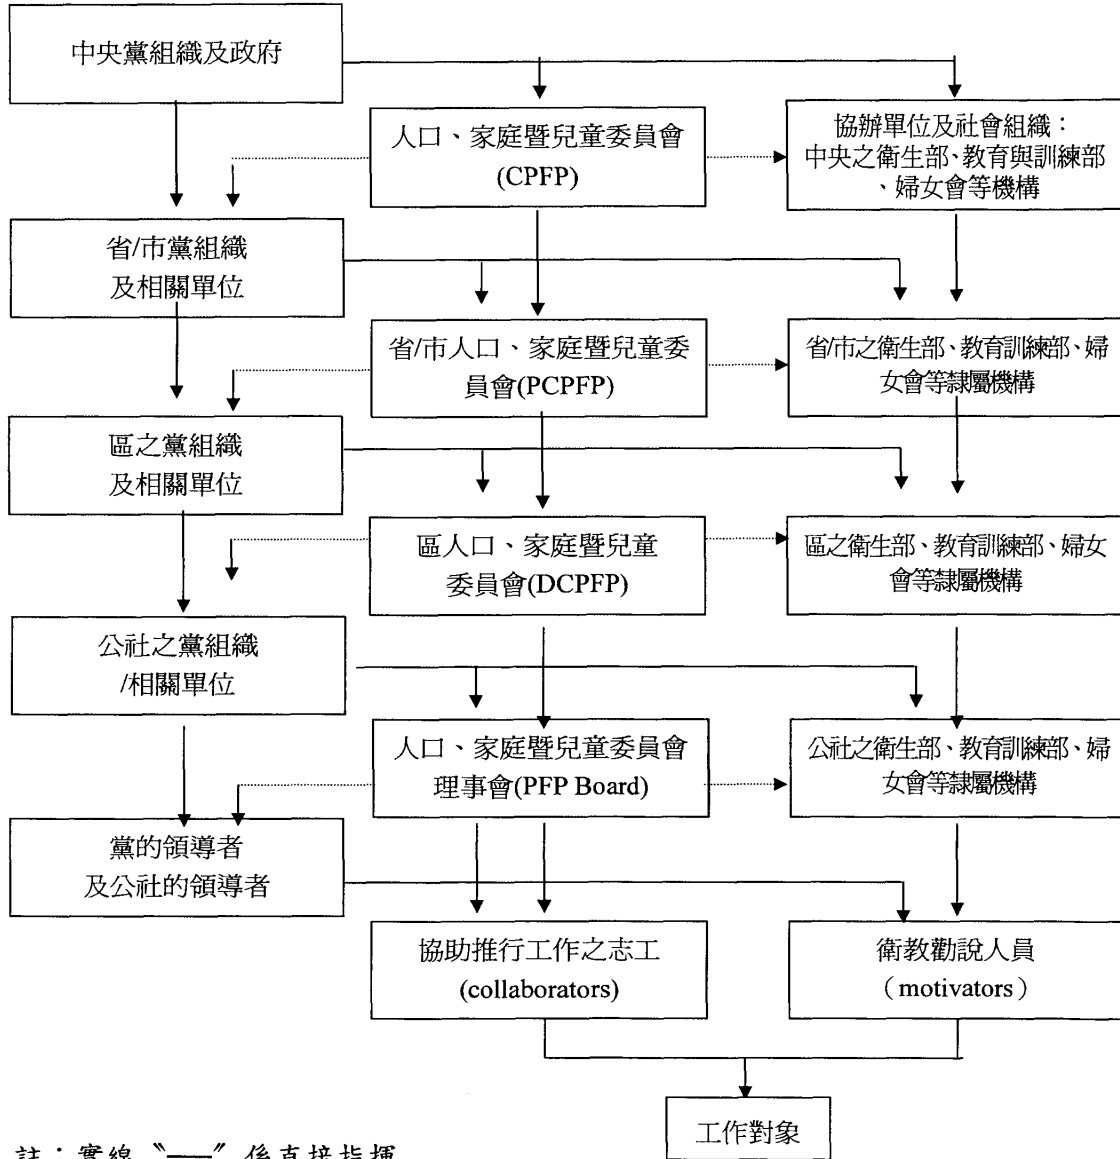 中央黨組織及政府
人口、家庭暨兒童委員會
(CPFP)
協辦單位及社會組織：
中央之衛生部、教育與訓練部
、婦女會等機構
省/市黨組織
及相關單位
省/市人口、家庭暨兒童委
員會(PCPFP)
省/市之衛生部、教育訓練部、婦
女會等隸屬機構
區之黨組織
及相關單位
區人口、家庭暨兒童
委員會(DCPFP)
區之衛生部、教育訓練部、婦女
會等隸屬機構
公社之黨組織
/相關單位
人口、家庭暨兒童委員會
理事會(PFP Board)
公社之衛生部、教育訓練部、婦
女會等隸屬機構
黨的領導者
及公社的領導者
協助推行工作之志工
(collaborators)
衛教勸說人員
（motivators）
工作對象
註：實線〝──〞係直接指揮